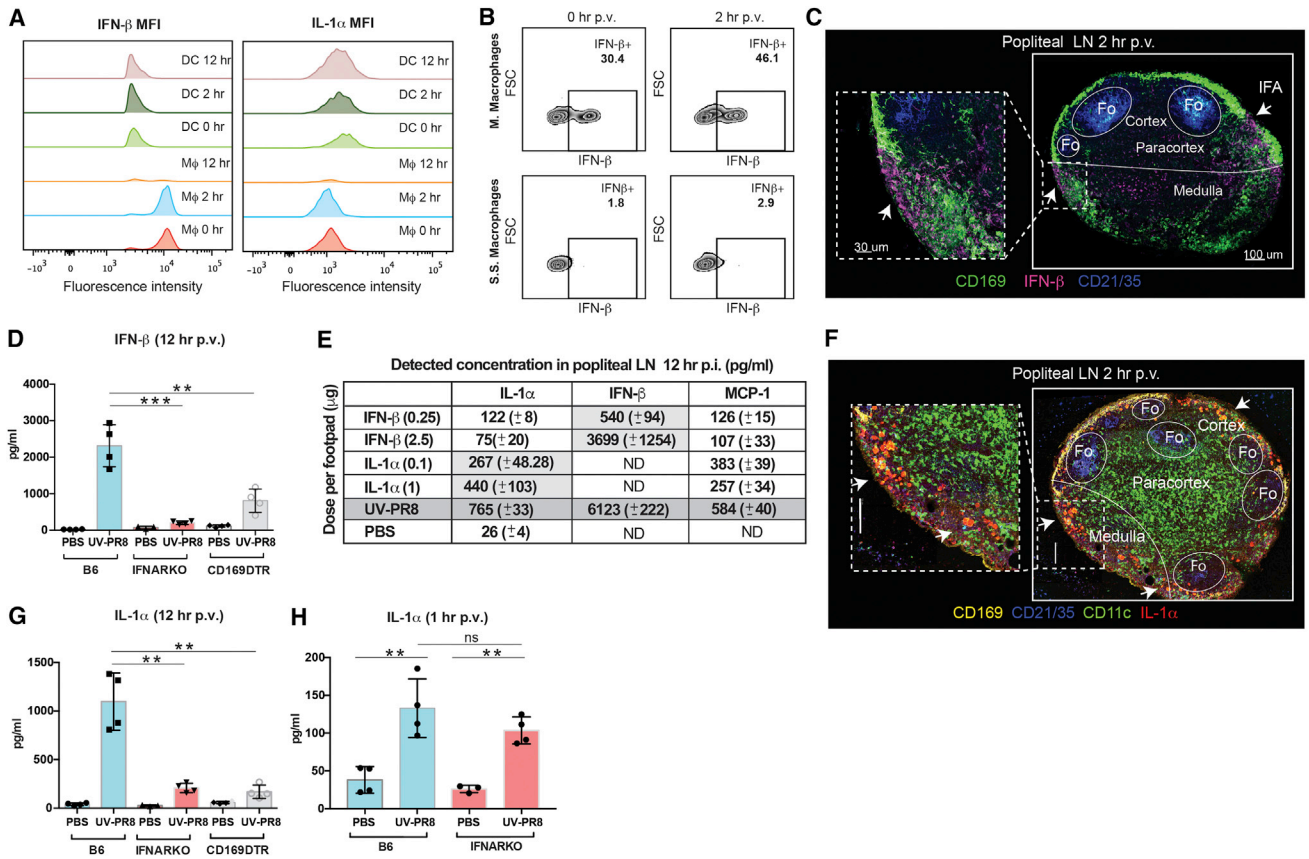 A
IFN-β MFI
DC 12 hr
DC 2 hr
DC 0 hr
Mϕ 12 hr
Mϕ 2 hr
Mϕ 0 hr
-10³ 0 10³ 10⁴ 10⁵
Fluorescence intensity
IL-1α MFI
DC 12 hr
DC 2 hr
DC 0 hr
Mϕ 12 hr
Mϕ 2 hr
Mϕ 0 hr
-10³ 0 10³ 10⁴ 10⁵
Fluorescence intensity
B
0 hr p.v. 2 hr p.v.
M. Macrophages
FSC
IFN-β+
30.4
IFN-β
FSC
IFN-β+
46.1
IFN-β
S.S. Macrophages
FSC
IFNβ+
1.8
IFN-β
FSC
IFNβ+
2.9
IFN-β
C
Popliteal LN 2 hr p.v.
IFA
Fo
Fo
Fo
Cortex
Paracortex
Medulla
30 um
100 um
CD169 IFN-β CD21/35
D
IFN-β (12 hr p.v.)
**
***
pg/ml
4000
3000
2000
1000
0
PBS UV-PR8 PBS UV-PR8 PBS UV-PR8
B6 IFNARKO CD169DTR
E
Detected concentration in popliteal LN 12 hr p.i. (pg/ml)
Dose per footpad (μg)
IL-1α IFN-β MCP-1
IFN-β (0.25) 122 (±8) 540 (±94) 126 (±15)
IFN-β (2.5) 75(±20) 3699 (±1254) 107 (±33)
IL-1α (0.1) 267 (±48.28) ND 383 (±39)
IL-1α (1) 440 (±103) ND 257 (±34)
UV-PR8 765 (±33) 6123 (±222) 584 (±40)
PBS 26 (±4) ND ND
F
Popliteal LN 2 hr p.v.
Fo
Cortex
Fo
Fo
Fo
Paracortex
Fo
Medulla
Fo
CD169 CD21/35 CD11c IL-1α
G
IL-1α (12 hr p.v.)
**
**
pg/ml
1500
1000
500
0
PBS UV-PR8 PBS UV-PR8 PBS UV-PR8
B6 IFNARKO CD169DTR
H
IL-1α (1 hr p.v.)
ns
** **
pg/ml
200
150
100
50
0
PBS UV-PR8 PBS UV-PR8
B6 IFNARKO